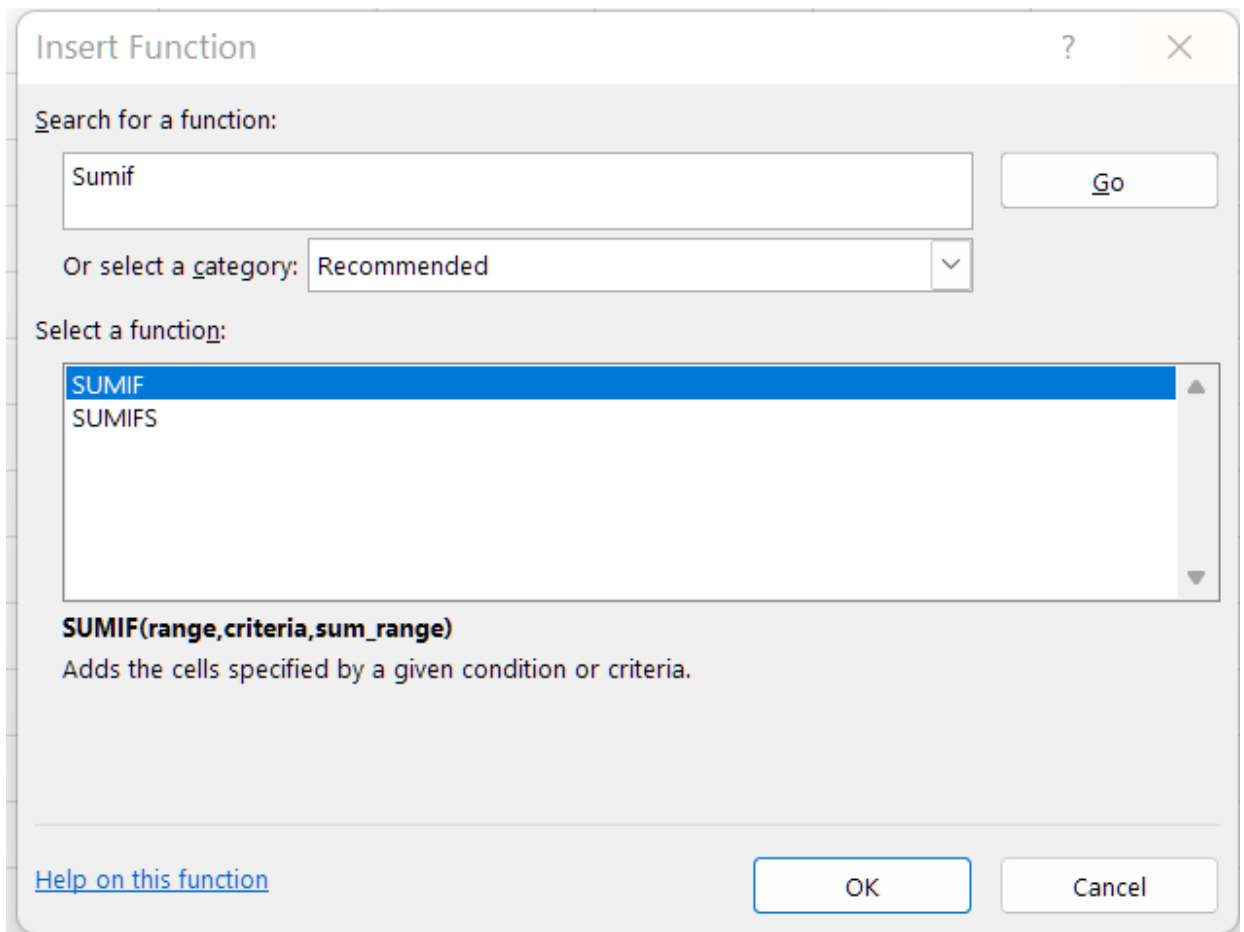 Insert Function
?
Search for a function:
Sumif
Go
Or select a category: Recommended
Select a function:
SUMIF
SUMIFS
SUMIF(range,criteria,sum_range)
Adds the cells specified by a given condition or criteria.
Help on this function
OK
Cancel